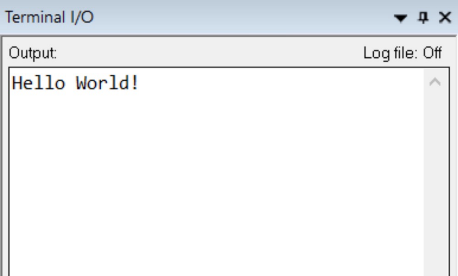 Terminal I/O
Output: Log file: Off
Hello World!